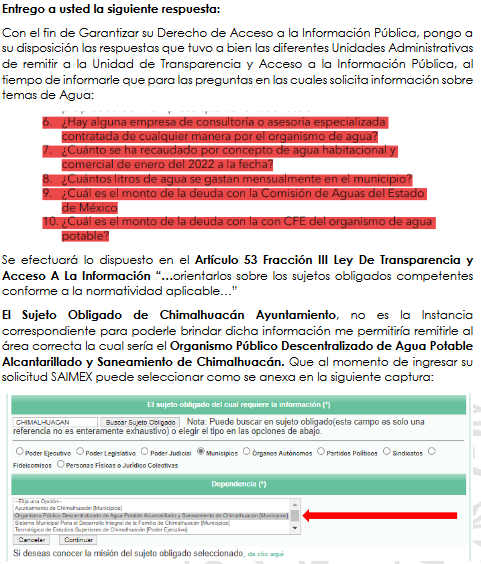 Entrego a usted la siguiente respuesta:
Con el fin de Garantizar su Derecho de Acceso a la Información Pública, pongo a
su disposición las respuestas que tuvo a bien las diferentes Unidades Administrativas
de remitir a la Unidad de Transparencia y Acceso a la Información Pública, al
tiempo de informarle que para las preguntas en las cuales solicita información sobre
temas de Agua:
6. ¿Hay alguna empresa de consultoría o asesoría especializada
contratada de cualquier manera por el organismo de agua?
7. ¿Cuánto se ha recaudado por concepto de agua habitacional y
comercial de enero del 2022 a la fecha?
8. ¿Cuántos litros de agua se gastan mensualmente en el municipio?
9. ¿Cuál es el monto de la deuda con la Comisión de Aguas del Estado
de México
10. ¿Cuál es el monto de la deuda con la con CFE del organismo de agua
potable?
Se efectuará lo dispuesto en el Artículo 53 Fracción III Ley De Transparencia y
Acceso A La Información “…orientarlos sobre los sujetos obligados competentes
conforme a la normatividad aplicable…”
El Sujeto Obligado de Chimalhuacán Ayuntamiento, no es la Instancia
correspondiente para poderle brindar dicha información me permitiría remitirle al
área correcta la cual sería el Organismo Público Descentralizado de Agua Potable
Alcantarillado y Saneamiento de Chimalhuacán. Que al momento de ingresar su
solicitud SAIMEX puede seleccionar como se anexa en la siguiente captura:
El sujeto obligado del cual requiere la información (*)
CHIMALHUACAN Buscar Sujeto Obligado Nota: Puede buscar en sujeto obligado(este campo es solo una
referencia no es enteramente exhaustivo) o elegir el tipo en las opciones de abajo.
Poder Ejecutivo Poder Legislativo Poder Judicial Municipios Órganos Autónomos Partidos Políticos Sindicatos
Fideicomisos Personas Físicas o Jurídico Colectivas
Dependencia (*)
--Elija una Opción--
Ayuntamiento de Chimalhuacán [Municipios]
Organismo Público Descentralizado de Agua Potable Alcantarillado y Saneamiento de Chimalhuacán [Municipios]
Sistema Municipal Para el Desarrollo Integral de la Familia de Chimalhuacán [Municipios]
Tecnológico de Estudios Superiores de Chimalhuacán [Poder Ejecutivo]
Cancelar Continuar
Si deseas conocer la misión del sujeto obligado seleccionado, da clic aquí